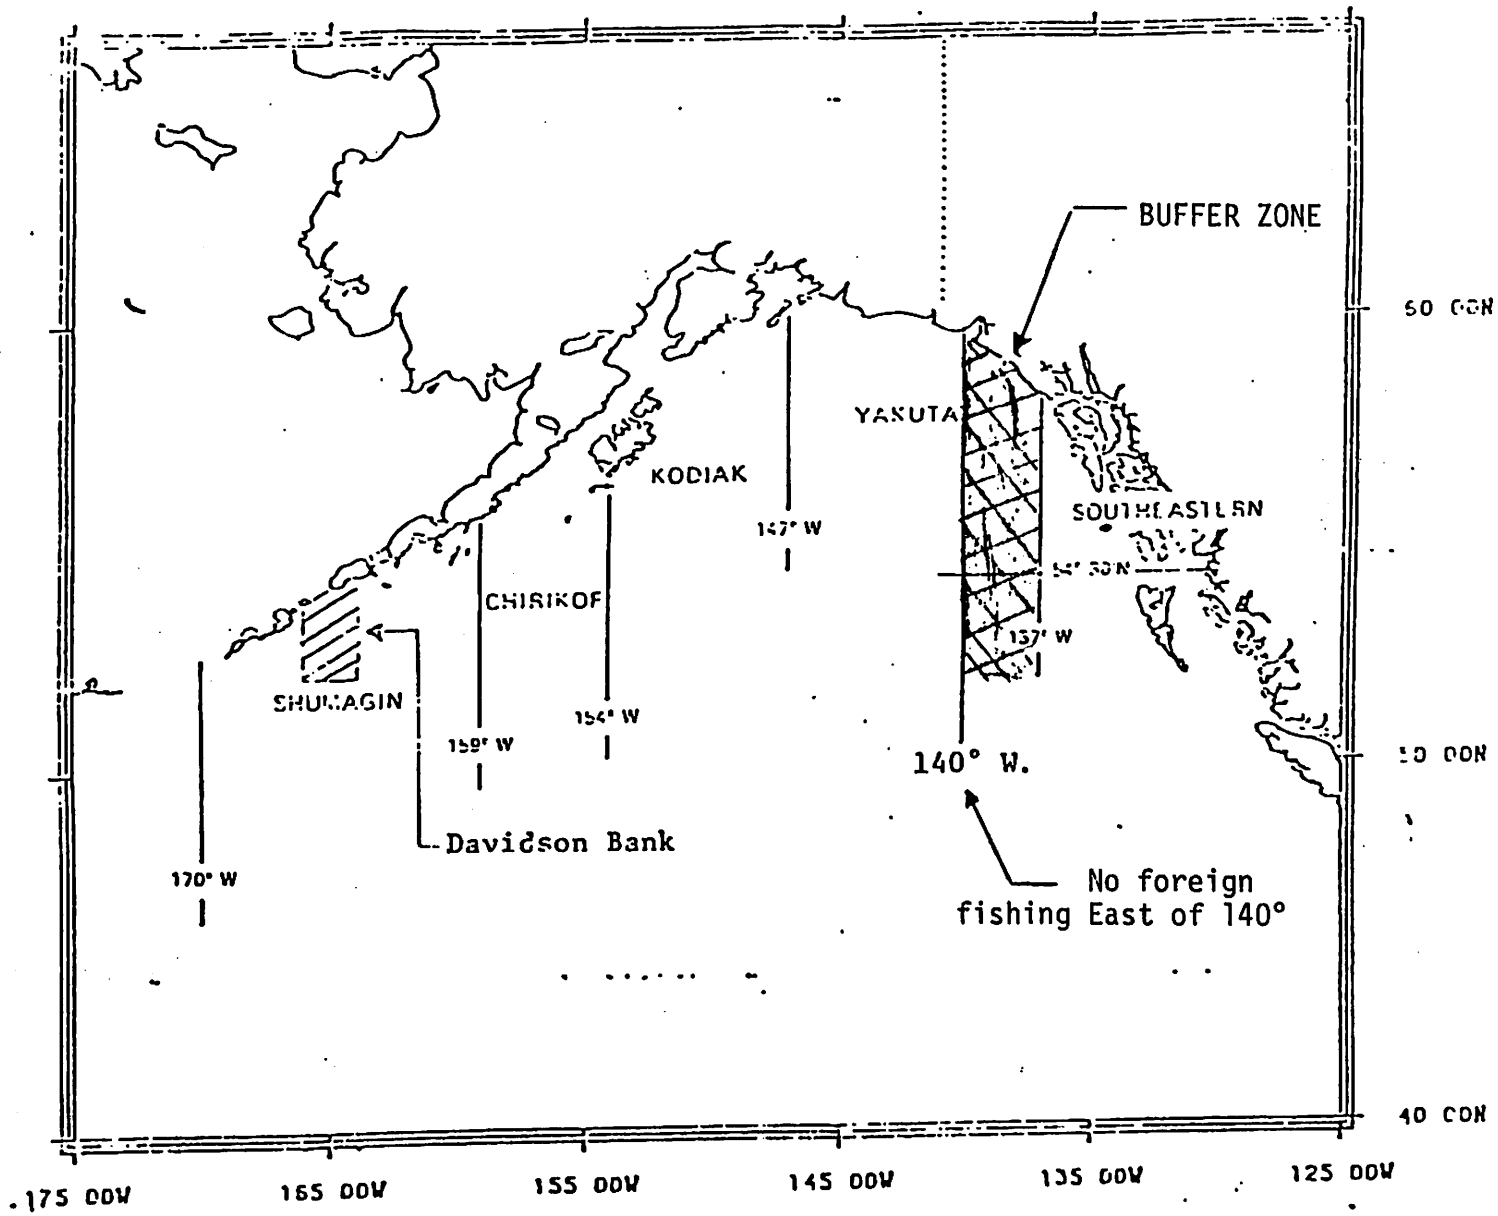 BUFFER ZONE
60 00N
YAKUTA
KODIAK
SOUTHEASTERN
147° W
54° 30'N
CHIRIKOF
137° W
SHUMAGIN
154° W
159° W
140° W.
50 00N
Davidson Bank
170° W
No foreign
fishing East of 140°
40 00N
175 00W
165 00W
155 00W
145 00W
135 00W
125 00W